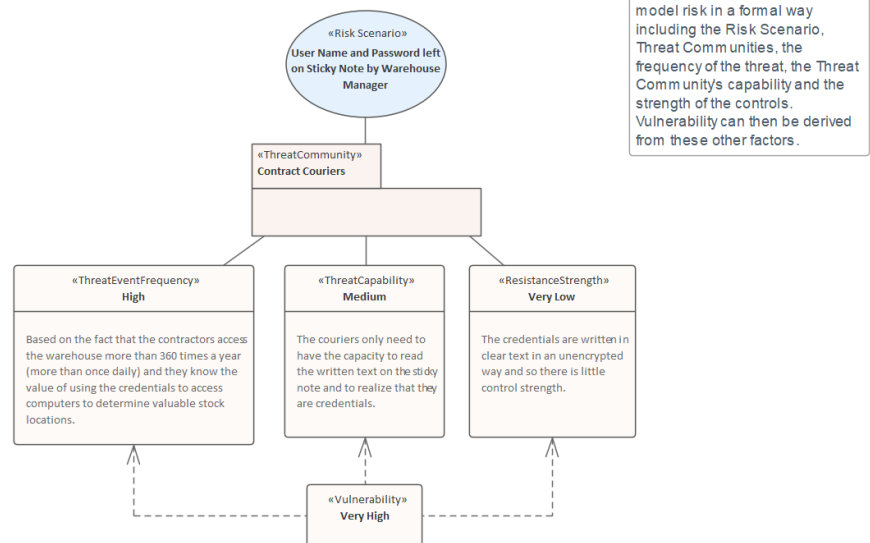 «Risk Scenario»
User Name and Password left
on Sticky Note by Warehouse
Manager
model risk in a formal way
including the Risk Scenario,
Threat Communities, the
frequency of the threat, the Threat
Community's capability and the
strength of the controls.
Vulnerability can then be derived
from these other factors.
«ThreatCommunity»
Contract Couriers
«ThreatEventFrequency»
High
Based on the fact that the contractors access
the warehouse more than 360 times a year
(more than once daily) and they know the
value of using the credentials to access
computers to determine valuable stock
locations.
«ThreatCapability»
Medium
The couriers only need to
have the capacity to read
the written text on the sticky
note and to realize that they
are credentials.
«ResistanceStrength»
Very Low
The credentials are written in
clear text in an unencrypted
way and so there is little
control strength.
«Vulnerability»
Very High